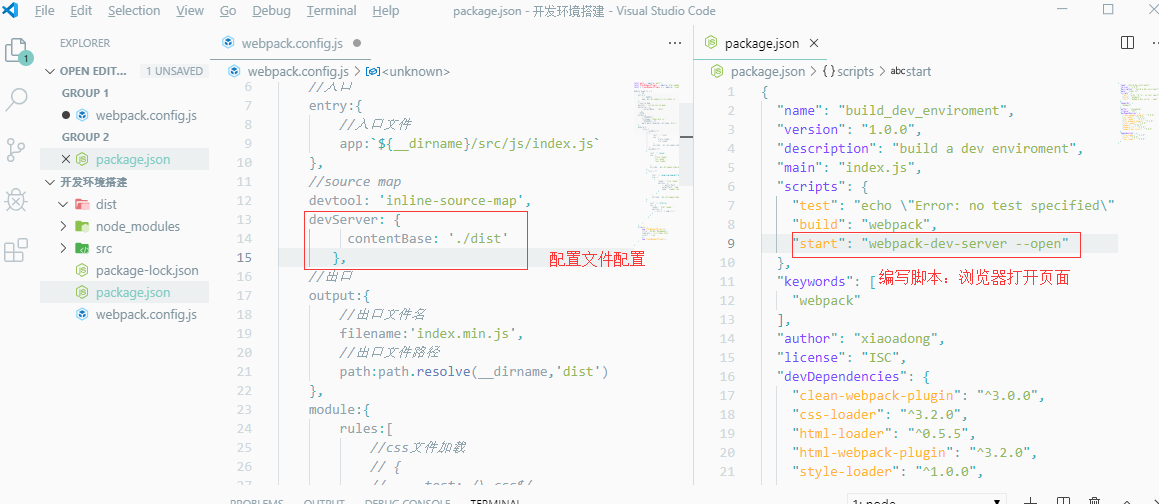 File Edit Selection View Go Debug Terminal Help package.json - 开发环境搭建 - Visual Studio Code
EXPLORER
1
OPEN EDIT... 1 UNSAVED
GROUP 1
webpack.config.js
GROUP 2
package.json
开发环境搭建
dist
node_modules
src
package-lock.json
package.json
webpack.config.js
webpack.config.js
webpack.config.js > <unknown>
6 //入口
7 entry:{
8 //入口文件
9 app:`${__dirname}/src/js/index.js`
10 },
11 //source map
12 devtool: 'inline-source-map',
13 devServer: {
14 contentBase: './dist'
15 },
16 //出口
17 output:{
18 //出口文件名
19 filename:'index.min.js',
20 //出口文件路径
21 path:path.resolve(__dirname,'dist')
22 },
23 module:{
24 rules:[
25 //css文件加载
26 // {
配置文件配置
PROBLEMS OUTPUT DEBUG CONSOLE TERMINAL
package.json
package.json > {} scripts > abc start
1 {
2 "name": "build_dev_enviroment",
3 "version": "1.0.0",
4 "description": "build a dev enviroment",
5 "main": "index.js",
6 "scripts": {
7 "test": "echo \"Error: no test specified\"
8 "build": "webpack",
9 "start": "webpack-dev-server --open"
10 },
11 "keywords": [
12 "webpack"
13 ],
14 "author": "xiaoadong",
15 "license": "ISC",
16 "devDependencies": {
17 "clean-webpack-plugin": "^3.0.0",
18 "css-loader": "^3.2.0",
19 "html-loader": "^0.5.5",
20 "html-webpack-plugin": "^3.2.0",
21 "style-loader": "^1.0.0",
编写脚本：浏览器打开页面
1: node